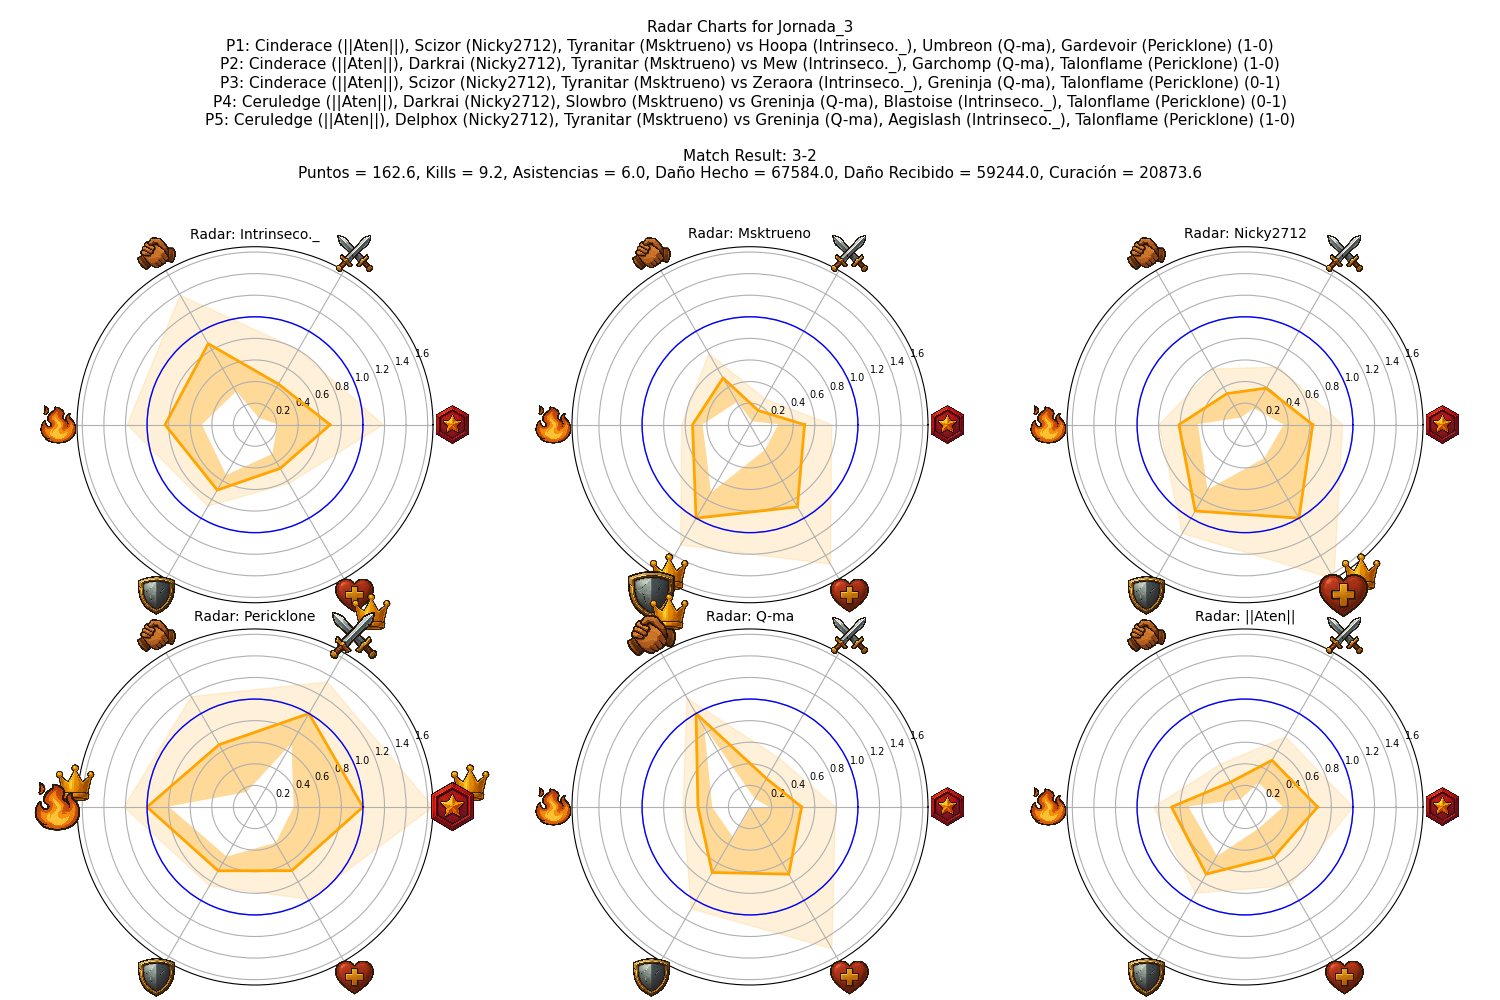 Radar Charts for Jornada_3
P1: Cinderace (||Aten||), Scizor (Nicky2712), Tyranitar (Msktrueno) vs Hoopa (Intrinseco._), Umbreon (Q-ma), Gardevoir (Pericklone) (1-0)
P2: Cinderace (||Aten||), Darkrai (Nicky2712), Tyranitar (Msktrueno) vs Mew (Intrinseco._), Garchomp (Q-ma), Talonflame (Pericklone) (1-0)
P3: Cinderace (||Aten||), Scizor (Nicky2712), Tyranitar (Msktrueno) vs Zeraora (Intrinseco._), Greninja (Q-ma), Talonflame (Pericklone) (0-1)
P4: Ceruledge (||Aten||), Darkrai (Nicky2712), Slowbro (Msktrueno) vs Greninja (Q-ma), Blastoise (Intrinseco._), Talonflame (Pericklone) (0-1)
P5: Ceruledge (||Aten||), Delphox (Nicky2712), Tyranitar (Msktrueno) vs Greninja (Q-ma), Aegislash (Intrinseco._), Talonflame (Pericklone) (1-0)
Match Result: 3-2
Puntos = 162.6, Kills = 9.2, Asistencias = 6.0, Daño Hecho = 67584.0, Daño Recibido = 59244.0, Curación = 20873.6
Radar: Intrinseco._
0.2 0.4 0.6 0.8 1.0 1.2 1.4 1.6
Radar: Msktrueno
0.2 0.4 0.6 0.8 1.0 1.2 1.4 1.6
Radar: Nicky2712
0.2 0.4 0.6 0.8 1.0 1.2 1.4 1.6
Radar: Pericklone
0.2 0.4 0.6 0.8 1.0 1.2 1.4 1.6
Radar: Q-ma
0.2 0.4 0.6 0.8 1.0 1.2 1.4 1.6
Radar: ||Aten||
0.2 0.4 0.6 0.8 1.0 1.2 1.4 1.6